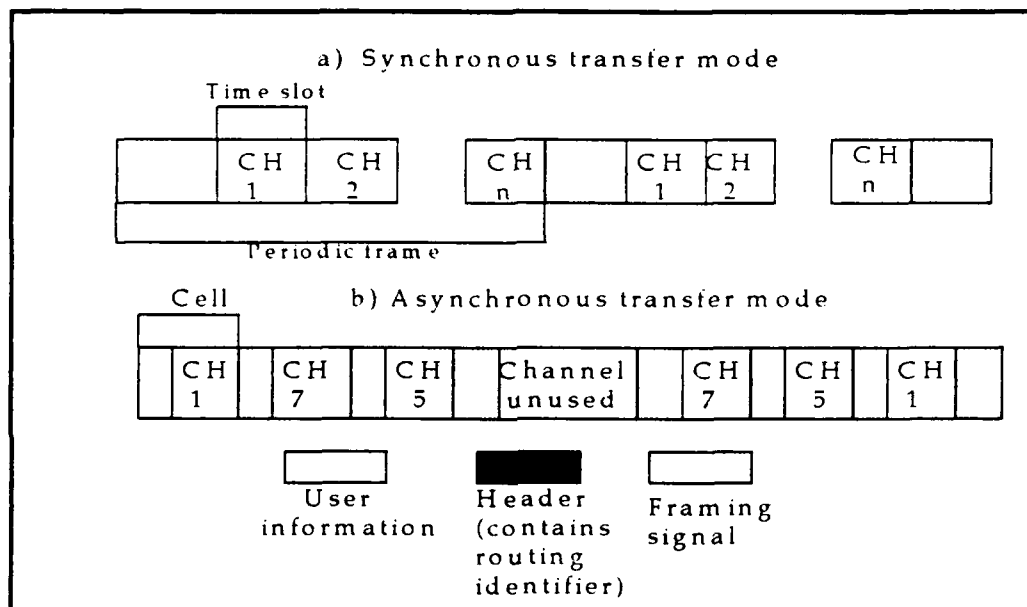 a) Synchronous transfer mode
Time slot
CH 1
CH 2
CH n
CH 1
CH 2
CH n
Periodic frame
b) Asynchronous transfer mode
Cell
CH 1
CH 7
CH 5
Channel unused
CH 7
CH 5
CH 1
User
information
Header
(contains
routing
identifier)
Framing
signal